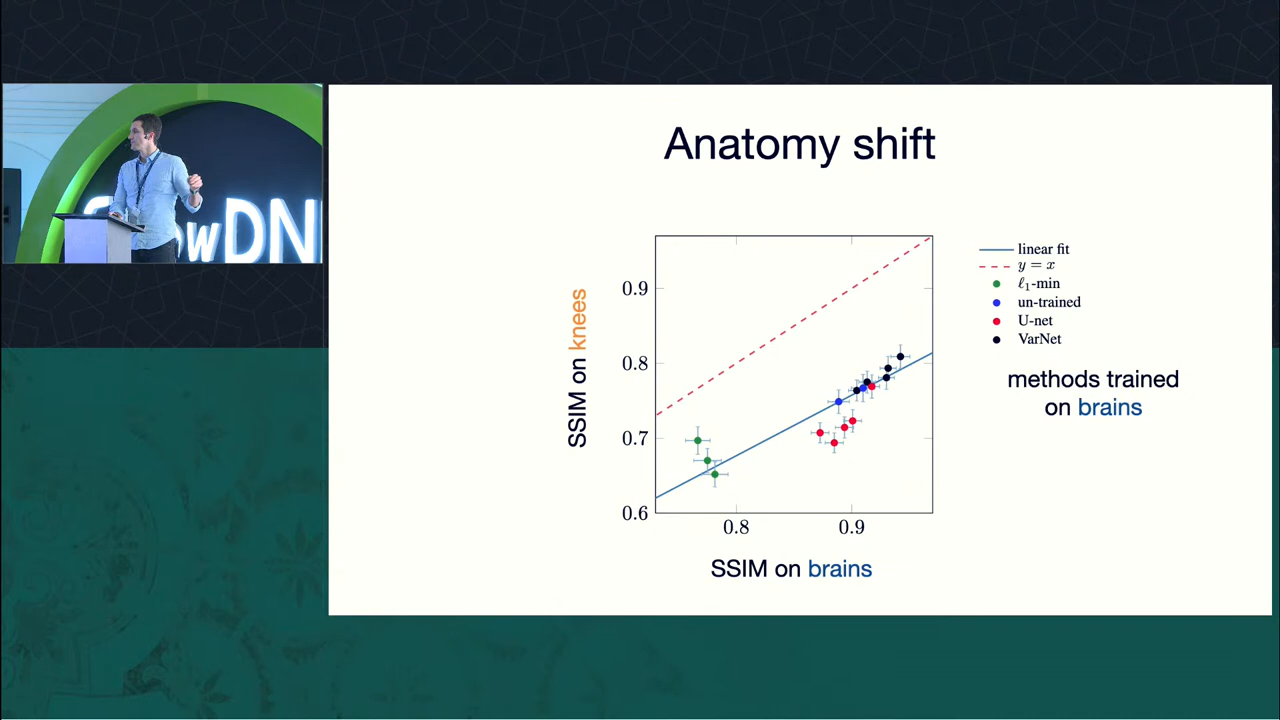 Anatomy shift
SSIM on knees
0.9
0.8
0.7
0.6
0.8
0.9
SSIM on brains
linear fit
y = x
ℓ₁-min
un-trained
U-net
VarNet
methods trained
on brains
owDN